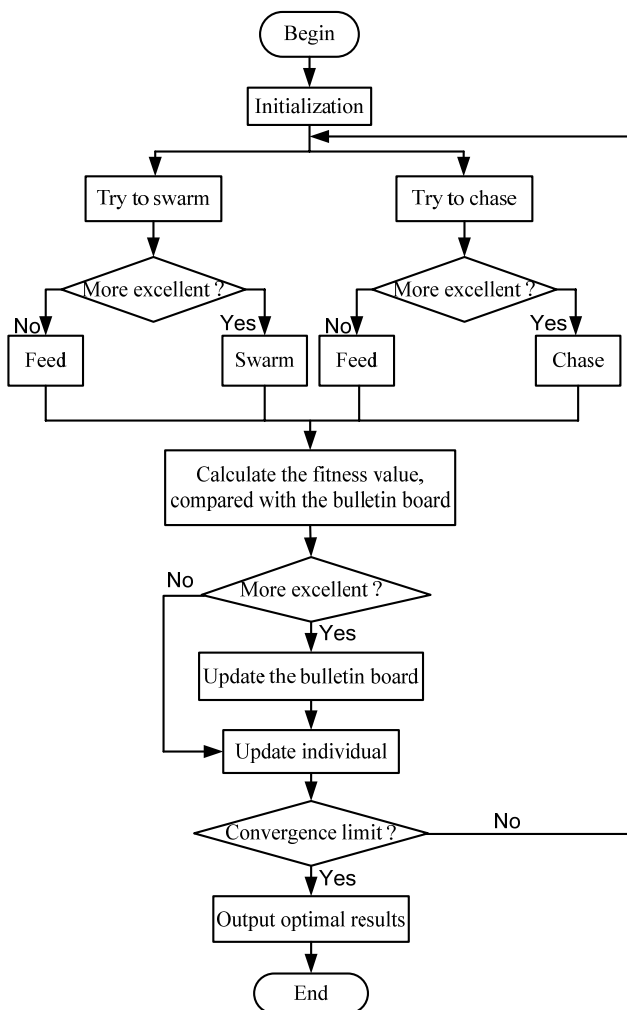 Begin
Initialization
Try to swarm
Try to chase
More excellent ?
More excellent ?
No
Yes
No
Yes
Feed
Swarm
Feed
Chase
Calculate the fitness value,
compared with the bulletin board
No
More excellent ?
Yes
Update the bulletin board
Update individual
Convergence limit ?
No
Yes
Output optimal results
End